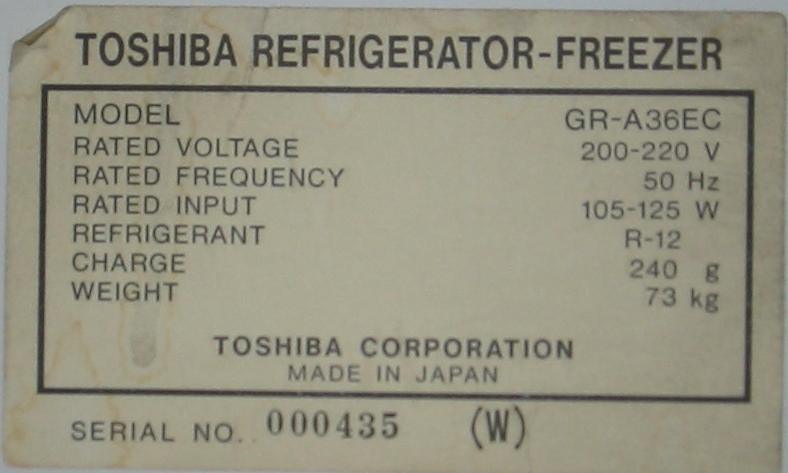 TOSHIBA REFRIGERATOR-FREEZER
MODEL GR-A36EC
RATED VOLTAGE 200-220 V
RATED FREQUENCY 50 Hz
RATED INPUT 105-125 W
REFRIGERANT R-12
CHARGE 240 g
WEIGHT 73 kg
TOSHIBA CORPORATION
MADE IN JAPAN
SERIAL NO. 000435 (W)